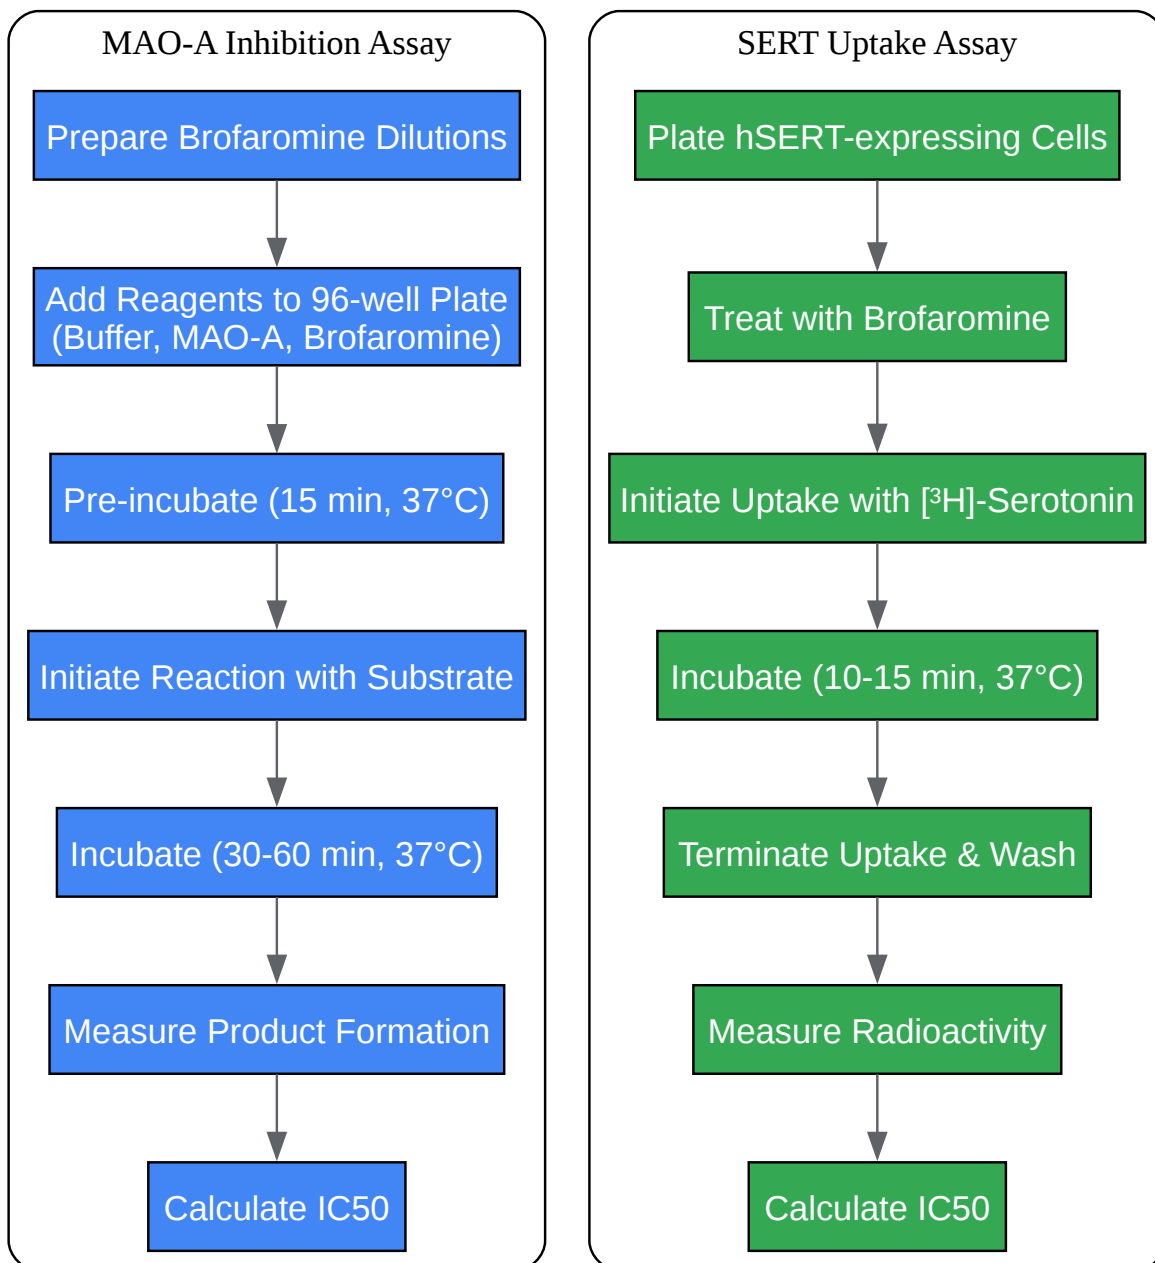 MAO-A Inhibition Assay
Prepare Brofaromine Dilutions
Add Reagents to 96-well Plate
(Buffer, MAO-A, Brofaromine)
Pre-incubate (15 min, 37°C)
Initiate Reaction with Substrate
Incubate (30-60 min, 37°C)
Measure Product Formation
Calculate IC50
SERT Uptake Assay
Plate hSERT-expressing Cells
Treat with Brofaromine
Initiate Uptake with [³H]-Serotonin
Incubate (10-15 min, 37°C)
Terminate Uptake & Wash
Measure Radioactivity
Calculate IC50